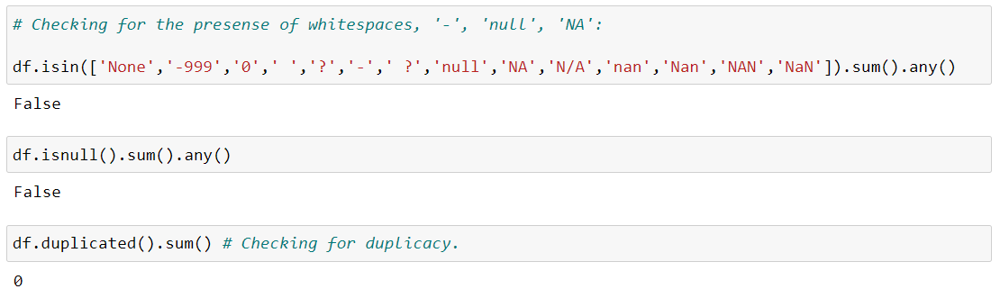 # Checking for the presense of whitespaces, '-', 'null', 'NA':
df.isin(['None','-999','0',' ','?','-',' ?','null','NA','N/A','nan','Nan','NAN','NaN']).sum().any()
False
df.isnull().sum().any()
False
df.duplicated().sum() # Checking for duplicacy.
0